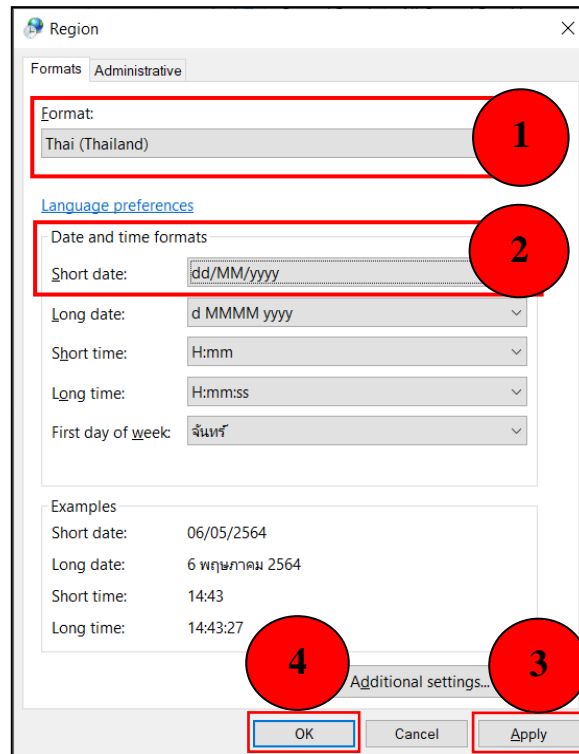 Region
Formats Administrative
Format:
Thai (Thailand)
1
Language preferences
Date and time formats
2
Short date: dd/MM/yyyy
Long date: d MMMM yyyy
Short time: H:mm
Long time: H:mm:ss
First day of week: จันทร์
Examples
Short date: 06/05/2564
Long date: 6 พฤษภาคม 2564
Short time: 14:43
Long time: 14:43:27
4
3
Additional settings...
OK Cancel Apply